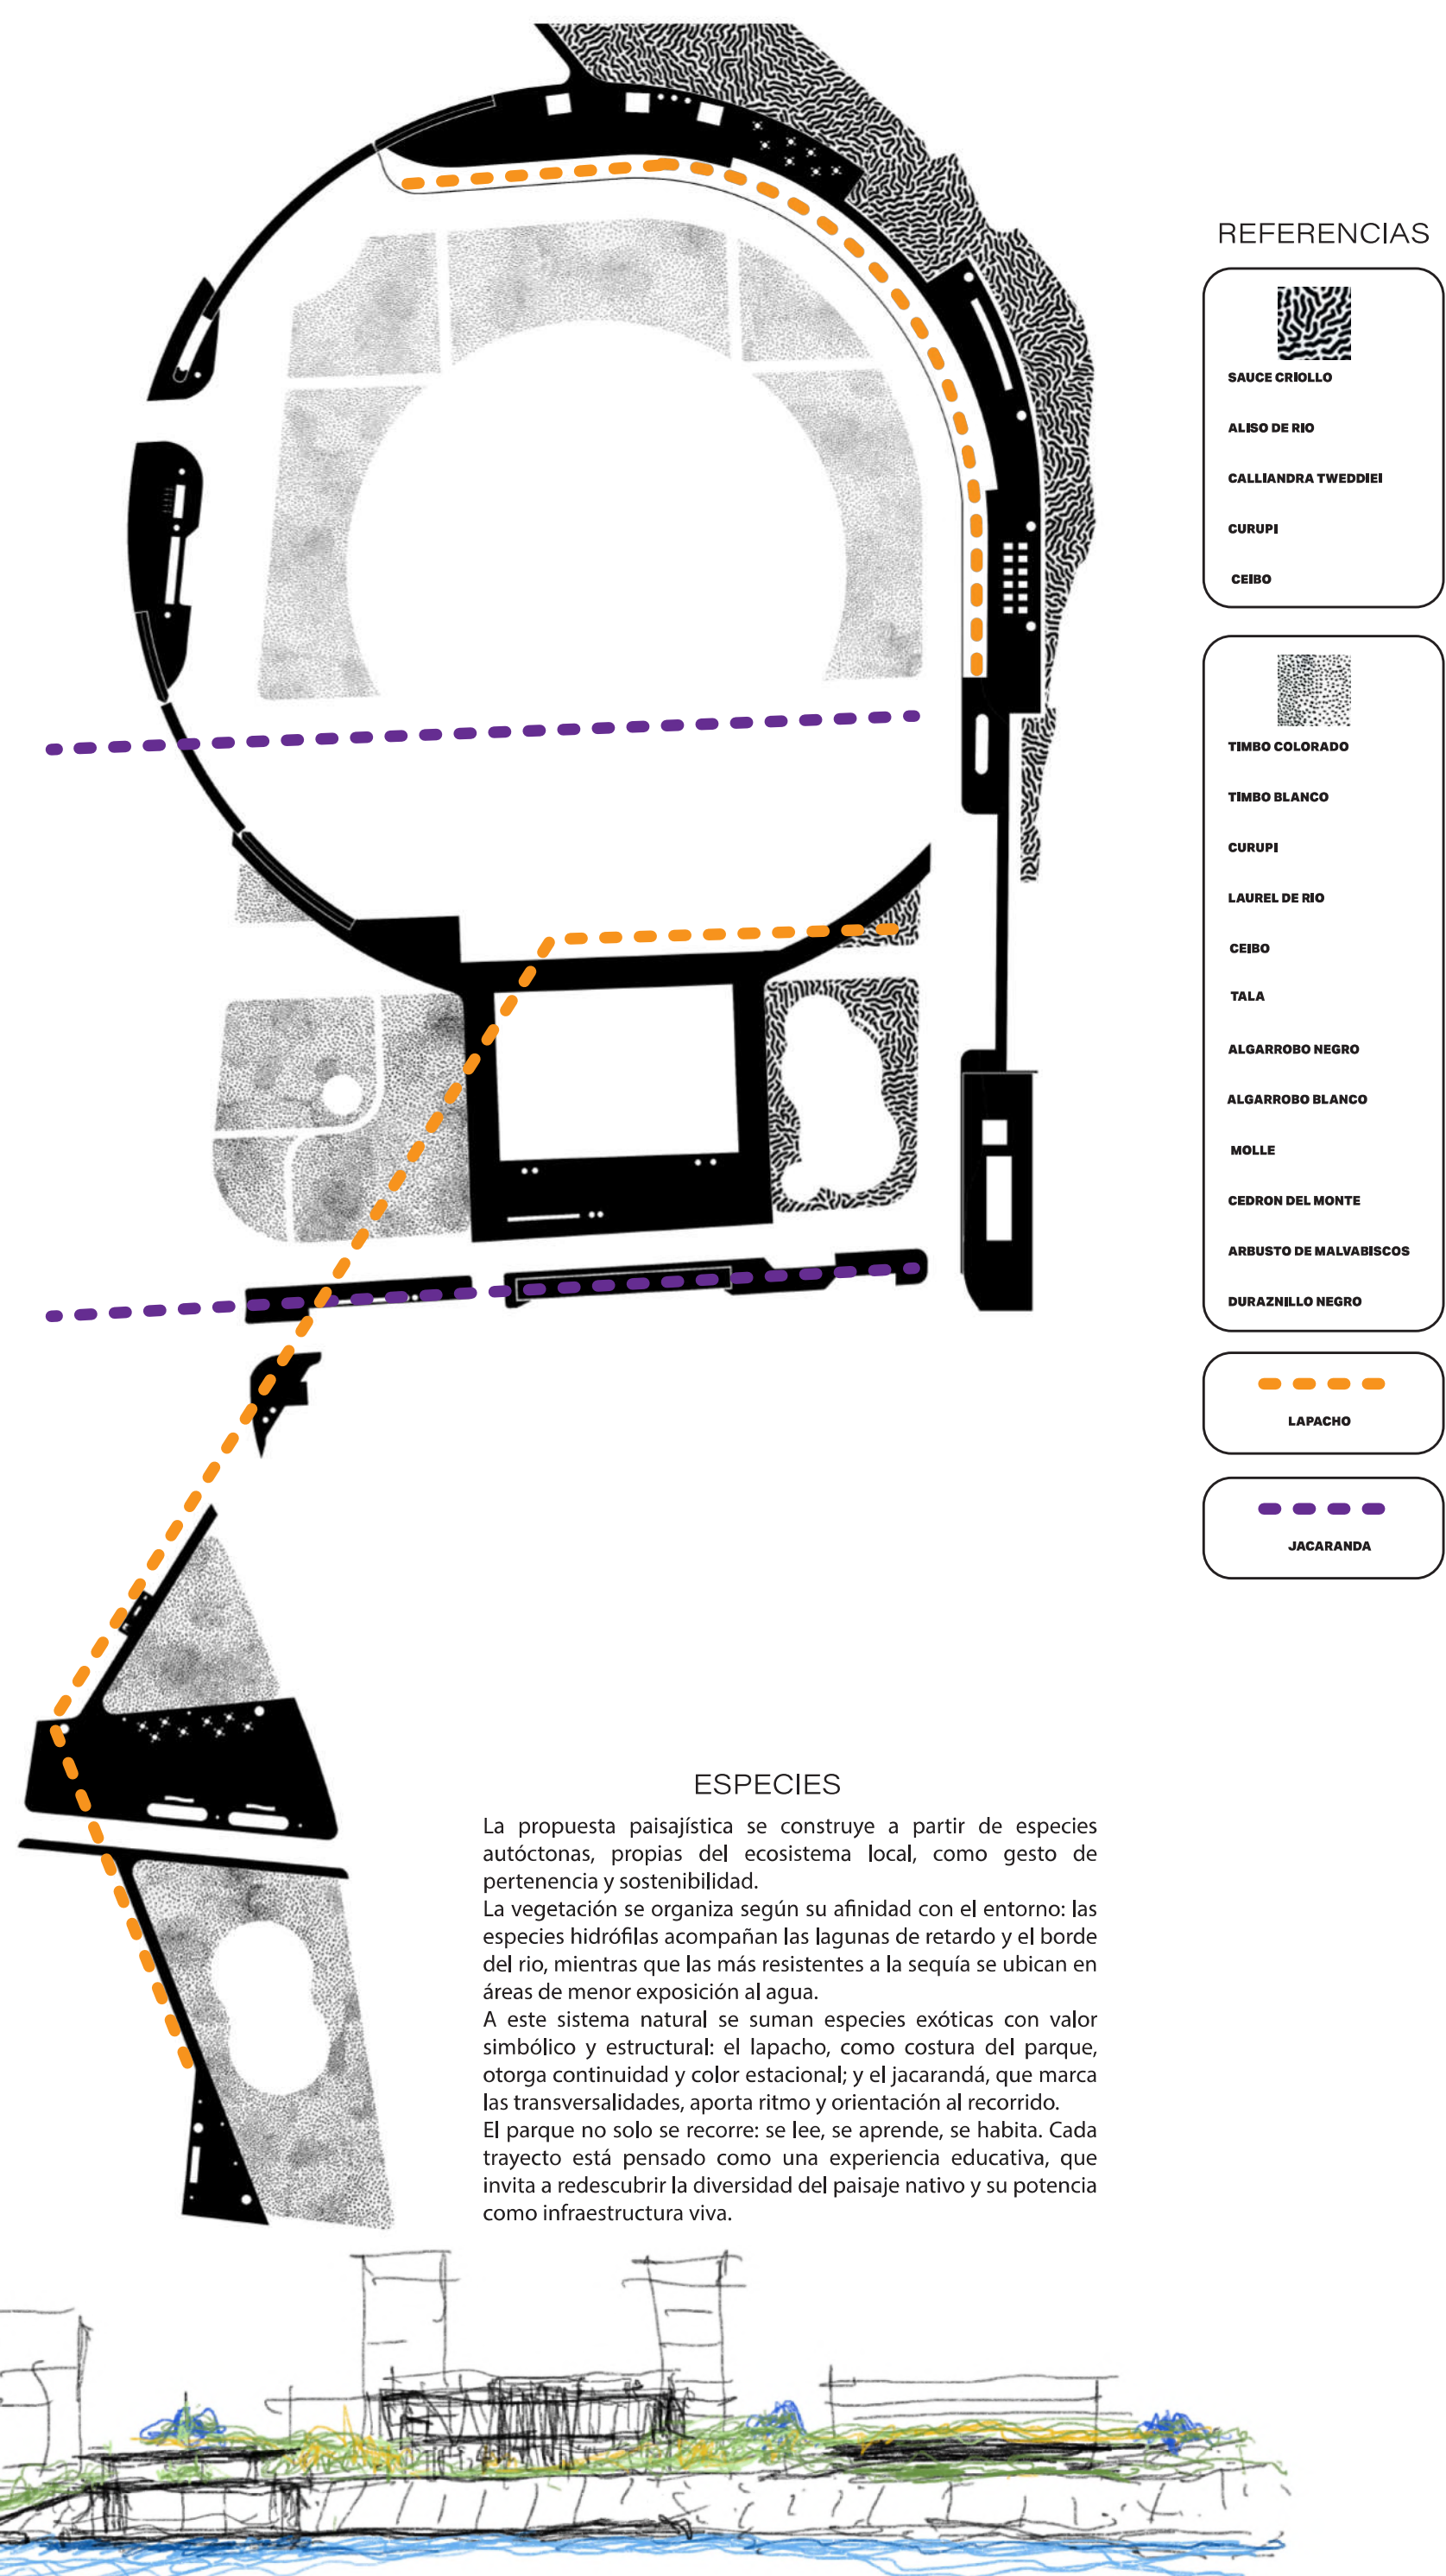 REFERENCIAS
SAUCE CRIOLLO
ALISO DE RIO
CALLIANDRA TWEDDIEI
CURUPI
CEIBO
TIMBO COLORADO
TIMBO BLANCO
CURUPI
LAUREL DE RIO
CEIBO
TALA
ALGARROBO NEGRO
ALGARROBO BLANCO
MOLLE
CEDRON DEL MONTE
ARBUSTO DE MALVABISCOS
DURAZNILLO NEGRO
LAPACHO
JACARANDA
ESPECIES
La propuesta paisajística se construye a partir de especies
autóctonas, propias del ecosistema local, como gesto de
pertenencia y sostenibilidad.
La vegetación se organiza según su afinidad con el entorno: las
especies hidrófilas acompañan las lagunas de retardo y el borde
del rio, mientras que las más resistentes a la sequía se ubican en
áreas de menor exposición al agua.
A este sistema natural se suman especies exóticas con valor
simbólico y estructural: el lapacho, como costura del parque,
otorga continuidad y color estacional; y el jacarandá, que marca
las transversalidades, aporta ritmo y orientación al recorrido.
El parque no solo se recorre: se lee, se aprende, se habita. Cada
trayecto está pensado como una experiencia educativa, que
invita a redescubrir la diversidad del paisaje nativo y su potencia
como infraestructura viva.